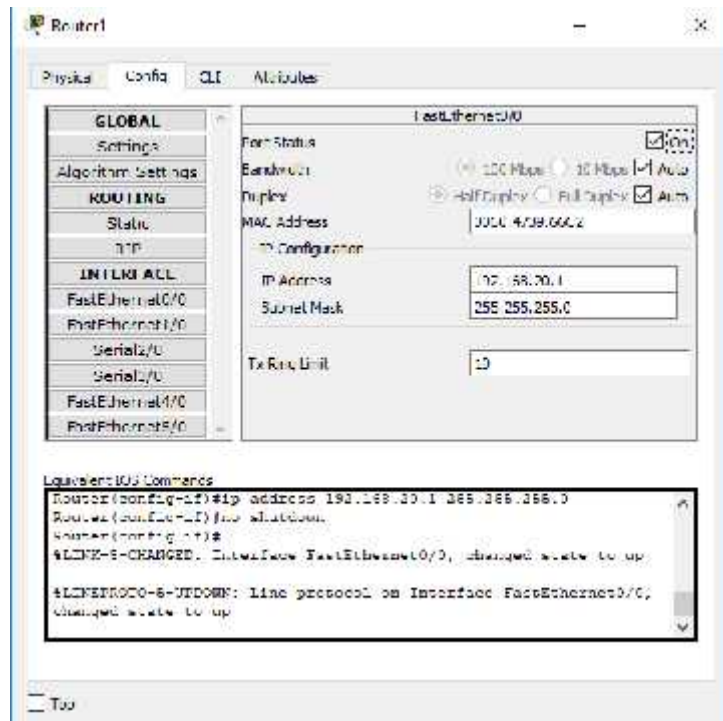 Router1
Physical Config CLI Attributes
GLOBAL
Settings
Algorithm Settings
ROUTING
Static
RIP
INTERFACE
FastEthernet0/0
FastEthernet1/0
Serial2/0
Serial3/0
FastEthernet4/0
FastEthernet5/0
FastEthernet0/0
Port Status On
Bandwidth 100 Mbps 10 Mbps Auto
Duplex Half Duplex Full Duplex Auto
MAC Address
IP Configuration
IP Address 192.168.20.1
Subnet Mask 255.255.255.0
Tx Ring Limit 10
Equivalent IOS Commands
Router(config-if)#ip address 192.168.20.1 255.255.255.0
Router(config-if)#no shutdown
Router(config-if)#
%LINK-5-CHANGED: Interface FastEthernet0/0, changed state to up
%LINEPROTO-5-UPDOWN: Line protocol on Interface FastEthernet0/0,
changed state to up
Top